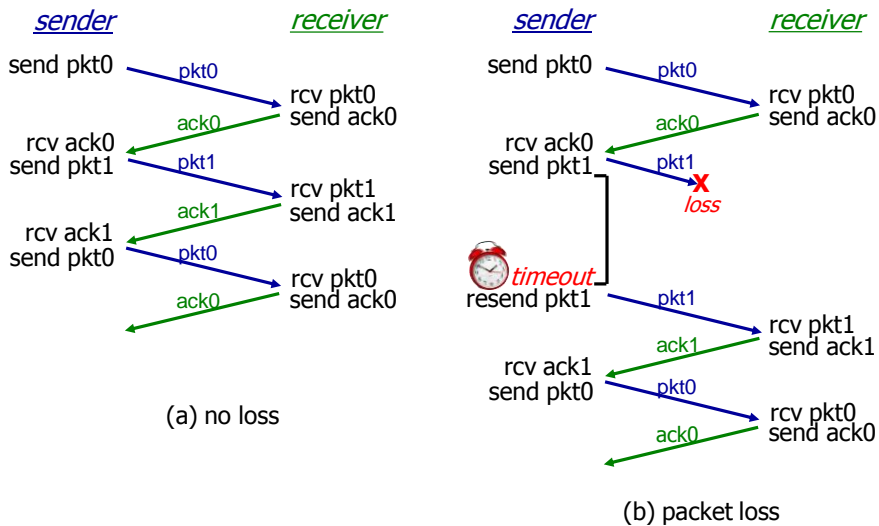 sender
receiver
send pkt0
pkt0
rcv pkt0
send ack0
ack0
rcv ack0
send pkt1
pkt1
rcv pkt1
send ack1
ack1
rcv ack1
send pkt0
pkt0
rcv pkt0
send ack0
ack0
(a) no loss
sender
receiver
send pkt0
pkt0
rcv pkt0
send ack0
ack0
rcv ack0
send pkt1
pkt1
X
loss
timeout
resend pkt1
pkt1
rcv pkt1
send ack1
ack1
rcv ack1
send pkt0
pkt0
rcv pkt0
send ack0
ack0
(b) packet loss